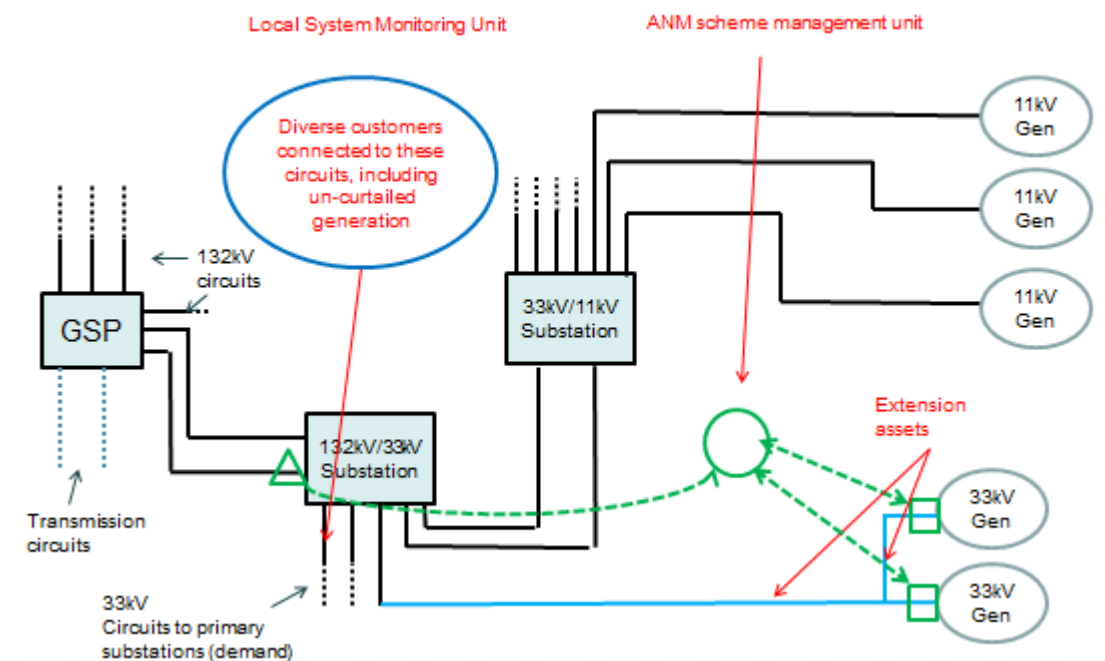 Local System Monitoring Unit
ANM scheme management unit
Diverse customers
connected to these
circuits, including
un-curtailed
generation
11kV
Gen
11kV
Gen
11kV
Gen
132kV
circuits
GSP
33kV/11kV
Substation
132kV/33kV
Substation
Extension
assets
33kV
Gen
33kV
Gen
Transmission
circuits
33kV
Circuits to primary
substations (demand)